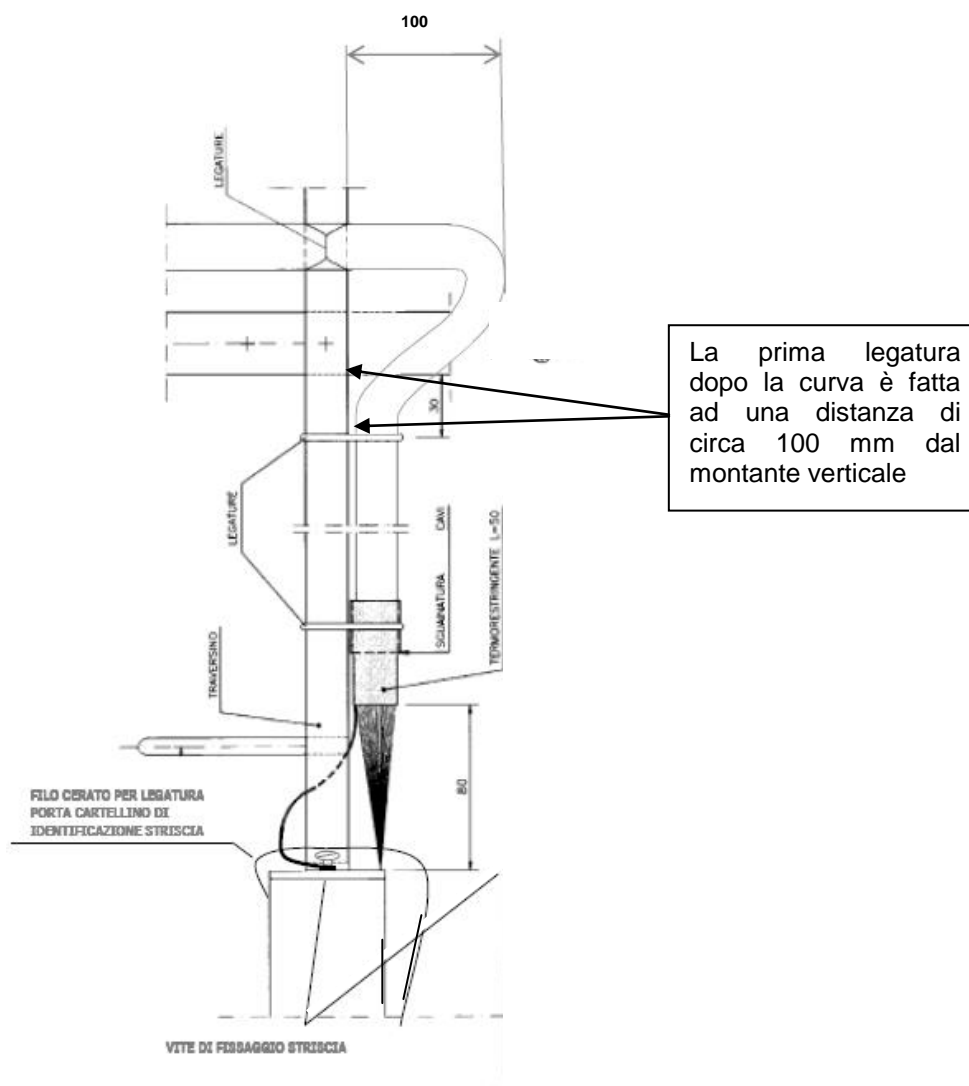 100
LEGATURE
La prima legatura
dopo la curva è fatta
ad una distanza di
circa 100 mm dal
montante verticale
30
LEGATURE
SGUAINATURA CAVI
TERMORESTRINGENTE L=50
TRAVERSINO
FILO CERATO PER LEGATURA
PORTA CARTELLINO DI
IDENTIFICAZIONE STRISCIA
VITE DI FISSAGGIO STRISCIA